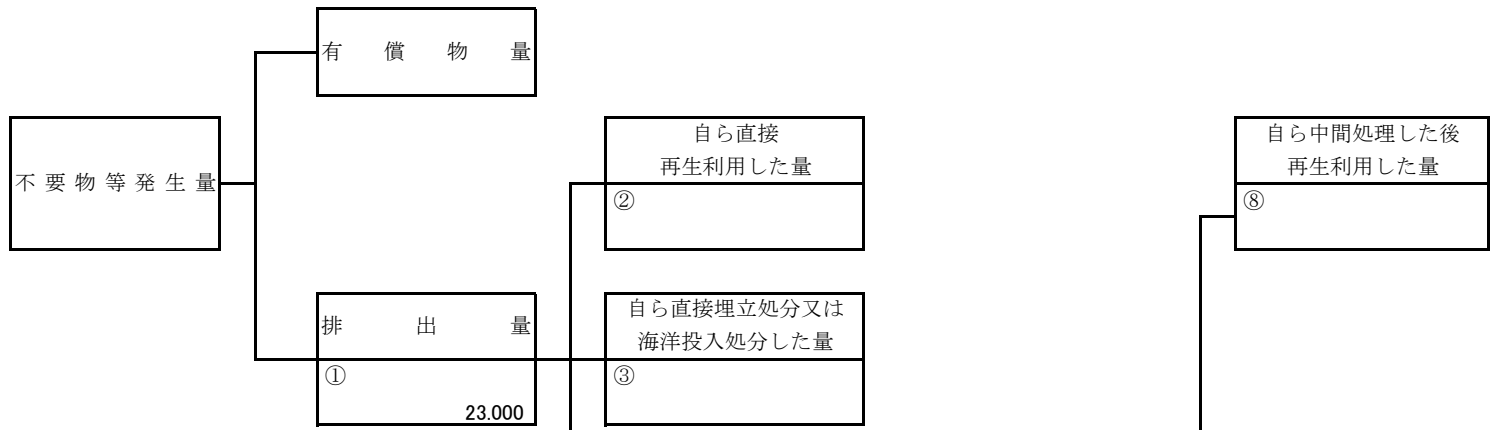 有償物量
不要物等発生量
自ら直接
再生利用した量
②
自ら中間処理した後
再生利用した量
⑧
排出量
①
23.000
自ら直接埋立処分又は
海洋投入処分した量
③